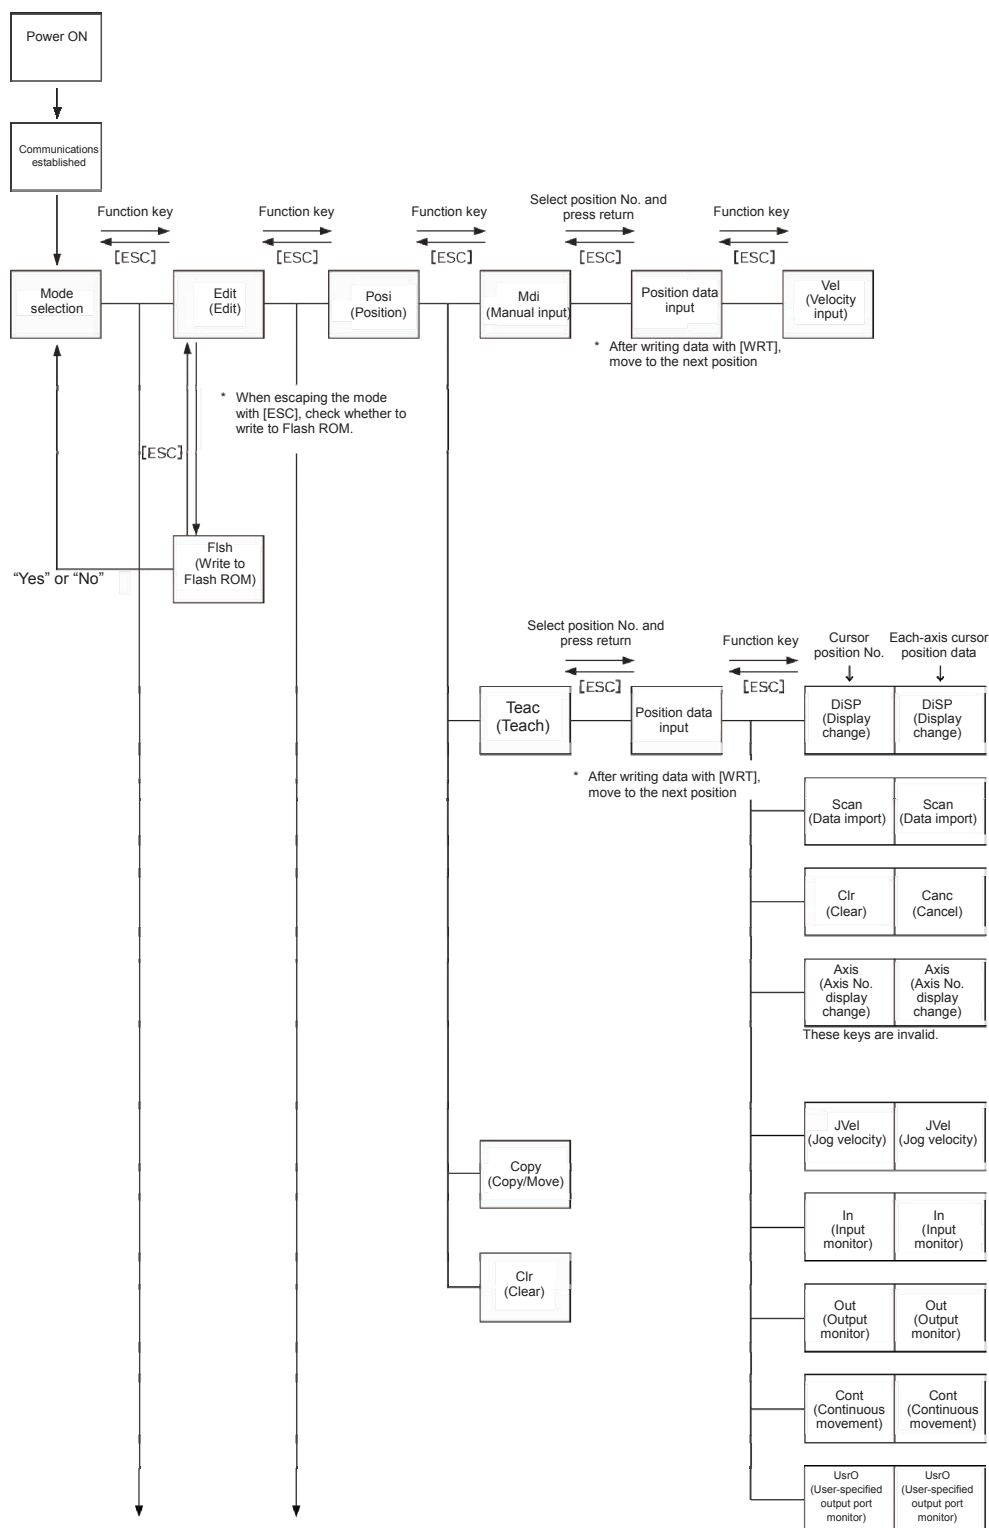 Power ON
Communications
established
Function key
[ESC]
Function key
[ESC]
Function key
[ESC]
Select position No. and
press return
[ESC]
Function key
[ESC]
Mode
selection
Edit
(Edit)
Posi
(Position)
Mdi
(Manual input)
Position data
input
Vel
(Velocity
input)
* After writing data with [WRT],
move to the next position
* When escaping the mode
with [ESC], check whether to
write to Flash ROM.
[ESC]
Flsh
(Write to
Flash ROM)
“Yes” or “No”
Select position No. and
press return
[ESC]
Function key
[ESC]
Cursor
position No.
Each-axis cursor
position data
Teac
(Teach)
Position data
input
DiSP
(Display
change)
DiSP
(Display
change)
* After writing data with [WRT],
move to the next position
Scan
(Data import)
Scan
(Data import)
Clr
(Clear)
Canc
(Cancel)
Axis
(Axis No.
display
change)
Axis
(Axis No.
display
change)
These keys are invalid.
JVel
(Jog velocity)
JVel
(Jog velocity)
Copy
(Copy/Move)
In
(Input
monitor)
In
(Input
monitor)
Clr
(Clear)
Out
(Output
monitor)
Out
(Output
monitor)
Cont
(Continuous
movement)
Cont
(Continuous
movement)
UsrO
(User-specified
output port
monitor)
UsrO
(User-specified
output port
monitor)